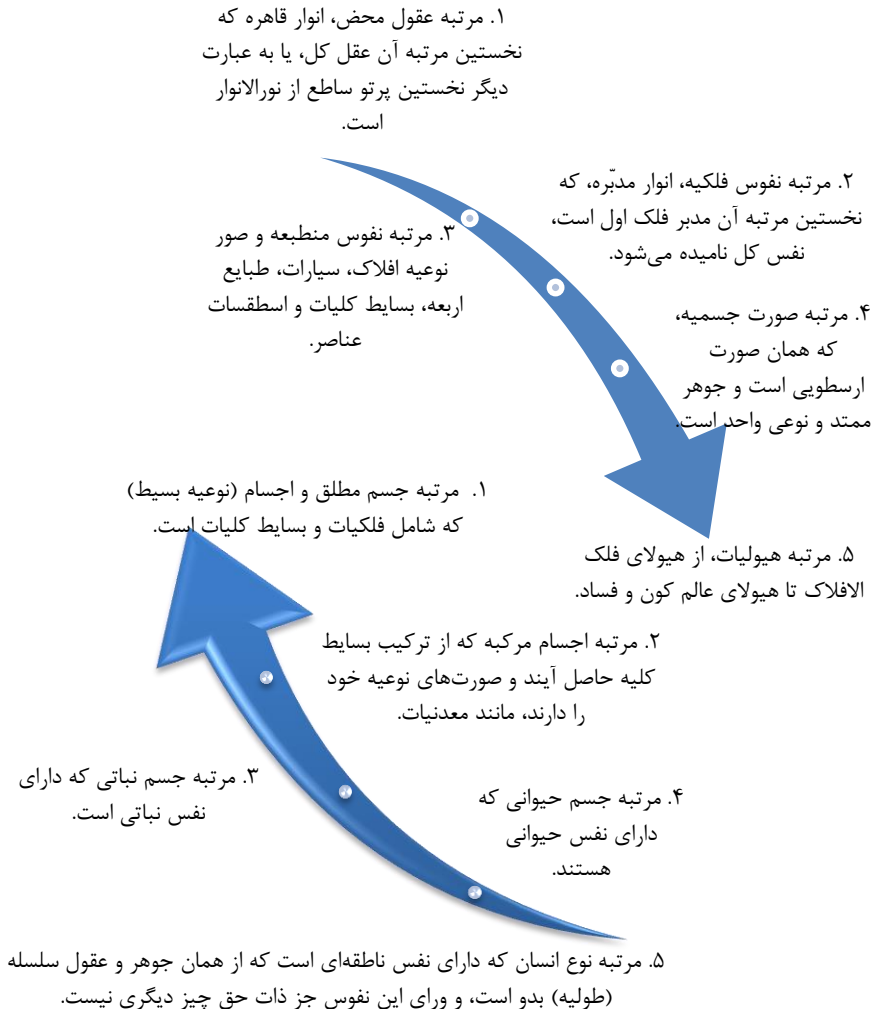 ۱. مرتبه عقول محض، انوار قاهره که
نخستین مرتبه آن عقل کل، یا به عبارت
دیگر نخستین پرتو ساطع از نورالانوار
است.
۲. مرتبه نفوس فلکیه، انوار مدبّره، که
نخستین مرتبه آن مدبر فلک اول است،
نفس کل نامیده می‌شود.
۳. مرتبه نفوس منطبعه و صور
نوعیه افلاک، سیارات، طبایع
اربعه، بسایط کلیات و اسطقسات
عناصر.
۴. مرتبه صورت جسمیه،
که همان صورت
ارسطویی است و جوهر
ممتد و نوعی واحد است.
۵. مرتبه هیولیات، از هیولای فلک
الافلاک تا هیولای عالم کون و فساد.
۱. مرتبه جسم مطلق و اجسام (نوعیه بسیط)
که شامل فلکیات و بسایط کلیات است.
۲. مرتبه اجسام مرکبه که از ترکیب بسایط
کلیه حاصل آیند و صورت‌های نوعیه خود
را دارند، مانند معدنیات.
۳. مرتبه جسم نباتی که دارای
نفس نباتی است.
۴. مرتبه جسم حیوانی که
دارای نفس حیوانی
هستند.
۵. مرتبه نوع انسان که دارای نفس ناطقه‌ای است که از همان جوهر و عقول سلسله
(طولیه) بدو است، و ورای این نفوس جز ذات حق چیز دیگری نیست.